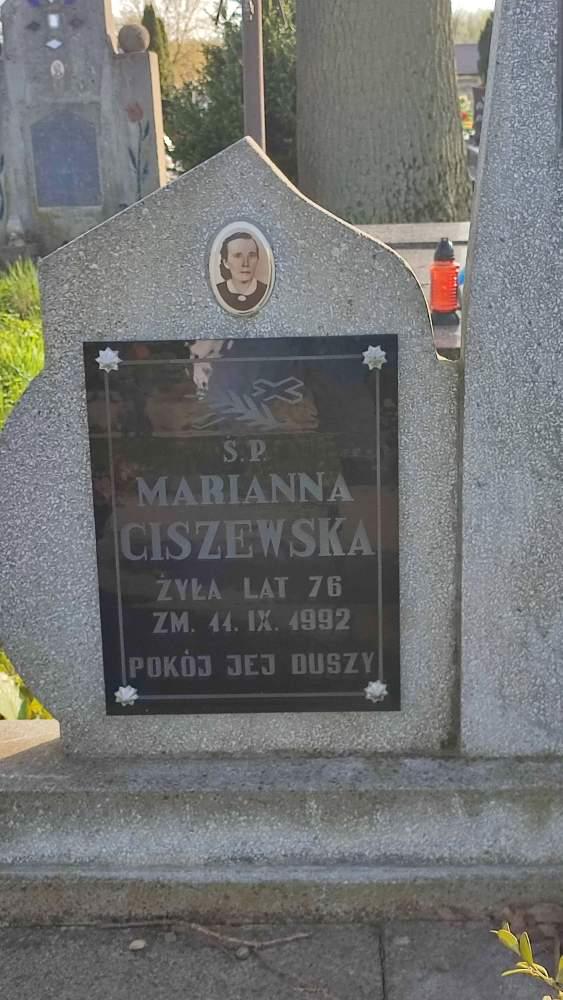 Ś.P.
MARIANNA
CISZEWSKA
ŻYŁA LAT 76
ZM. 11. IX. 1992
POKÓJ JEJ DUSZY